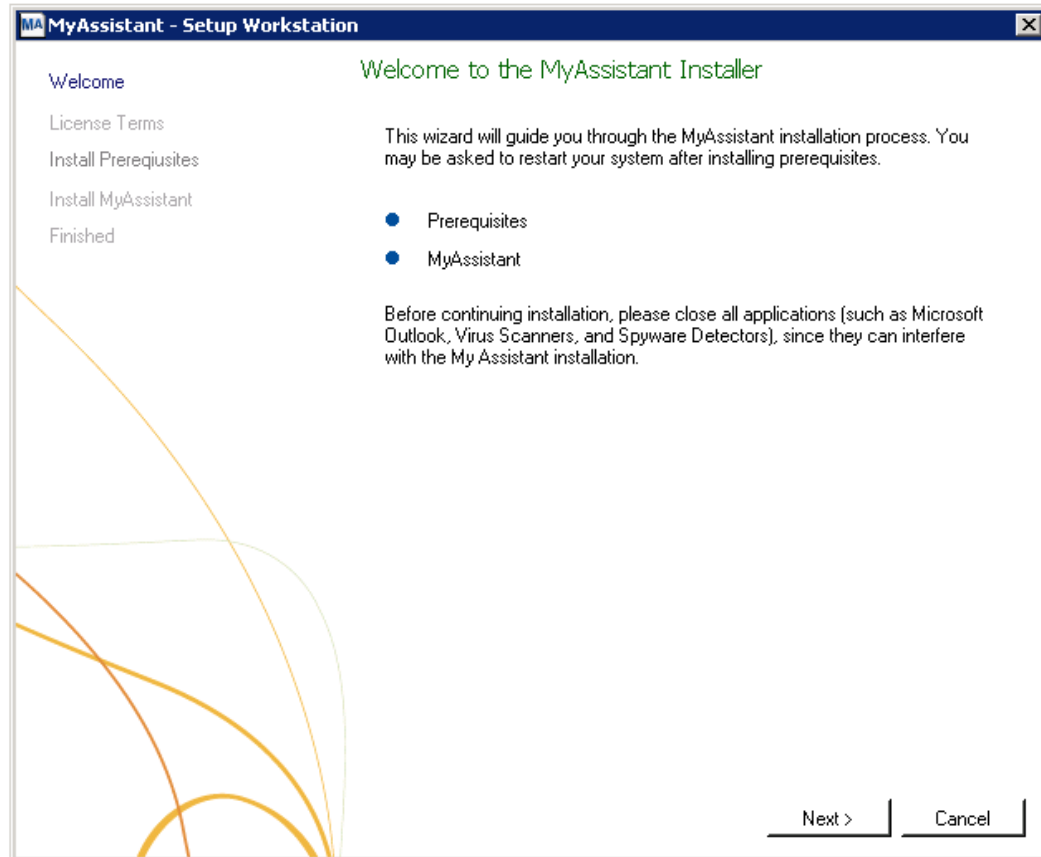 MA MyAssistant - Setup Workstation
Welcome
License Terms
Install Prereqiusites
Install MyAssistant
Finished
Welcome to the MyAssistant Installer
This wizard will guide you through the MyAssistant installation process. You
may be asked to restart your system after installing prerequisites.
Prerequisites
MyAssistant
Before continuing installation, please close all applications (such as Microsoft
Outlook, Virus Scanners, and Spyware Detectors), since they can interfere
with the My Assistant installation.
Next >
Cancel